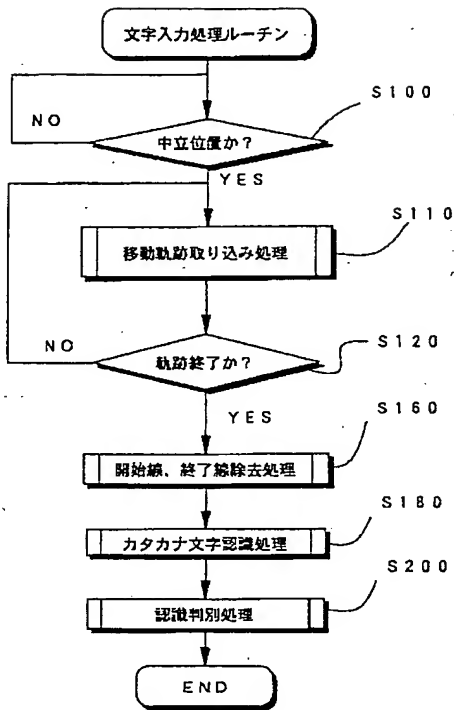 文字入力処理ルーチン
S100
NO
中立位置か?
YES
S110
移動軌跡取り込み処理
S120
NO
軌跡終了か?
YES
S160
開始線、終了線除去処理
S180
カタカナ文字認識処理
S200
認識判別処理
END